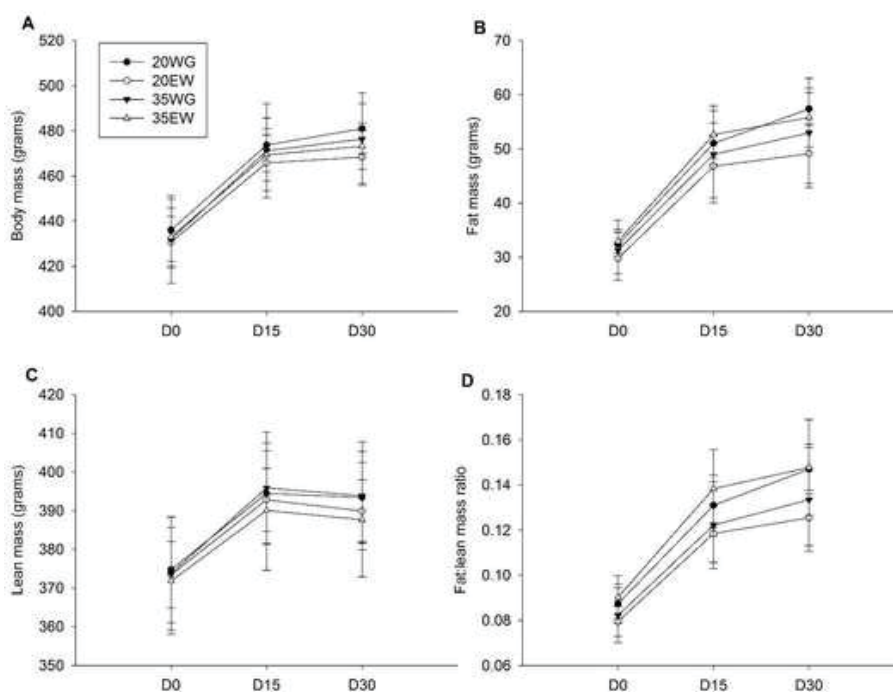 A
520
500
480
460
440
420
400
Body mass (grams)
20WG
20EW
35WG
35EW
D0 D15 D30
B
70
60
50
40
30
20
Fat mass (grams)
D0 D15 D30
C
420
410
400
390
380
370
360
350
Lean mass (grams)
D0 D15 D30
D
0.18
0.16
0.14
0.12
0.10
0.08
0.06
Fat:lean mass ratio
D0 D15 D30